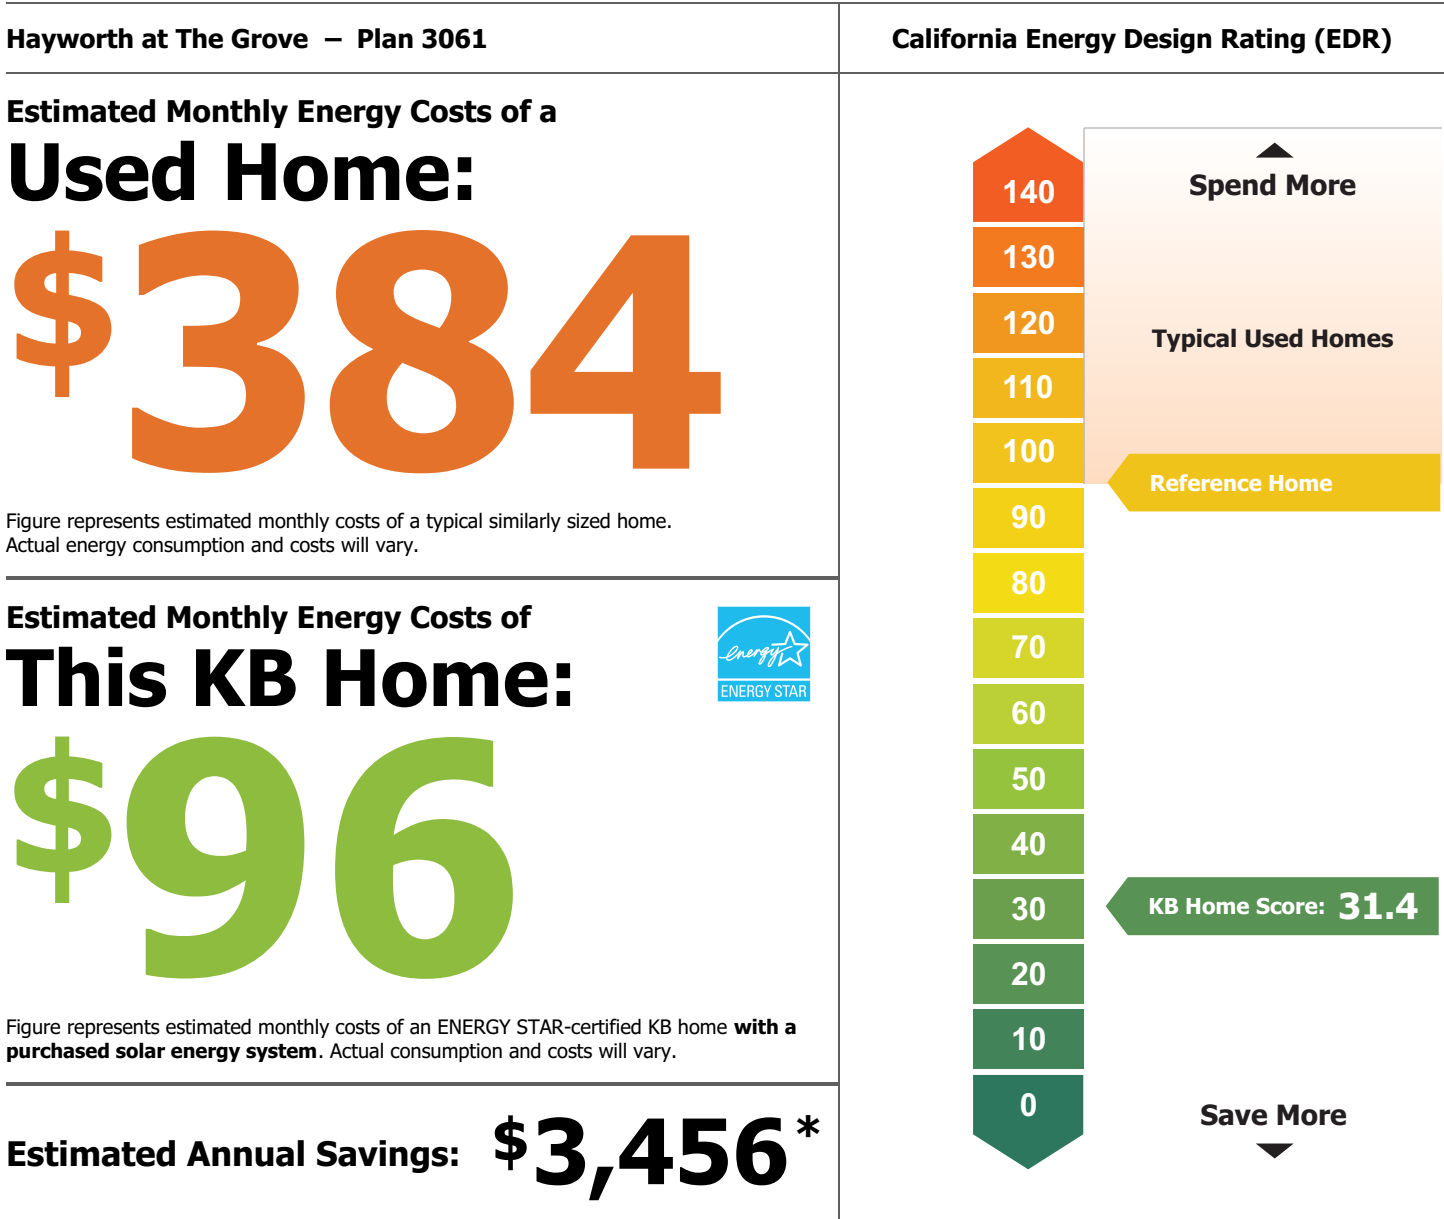 Hayworth at The Grove – Plan 3061
Estimated Monthly Energy Costs of a
Used Home:
$384
Figure represents estimated monthly costs of a typical similarly sized home.
Actual energy consumption and costs will vary.
Estimated Monthly Energy Costs of
This KB Home:
energy
ENERGY STAR
$96
Figure represents estimated monthly costs of an ENERGY STAR-certified KB home with a
purchased solar energy system. Actual consumption and costs will vary.
Estimated Annual Savings: $3,456*
California Energy Design Rating (EDR)
140
Spend More
130
120
Typical Used Homes
110
100
Reference Home
90
80
70
60
50
40
30
KB Home Score: 31.4
20
10
0
Save More